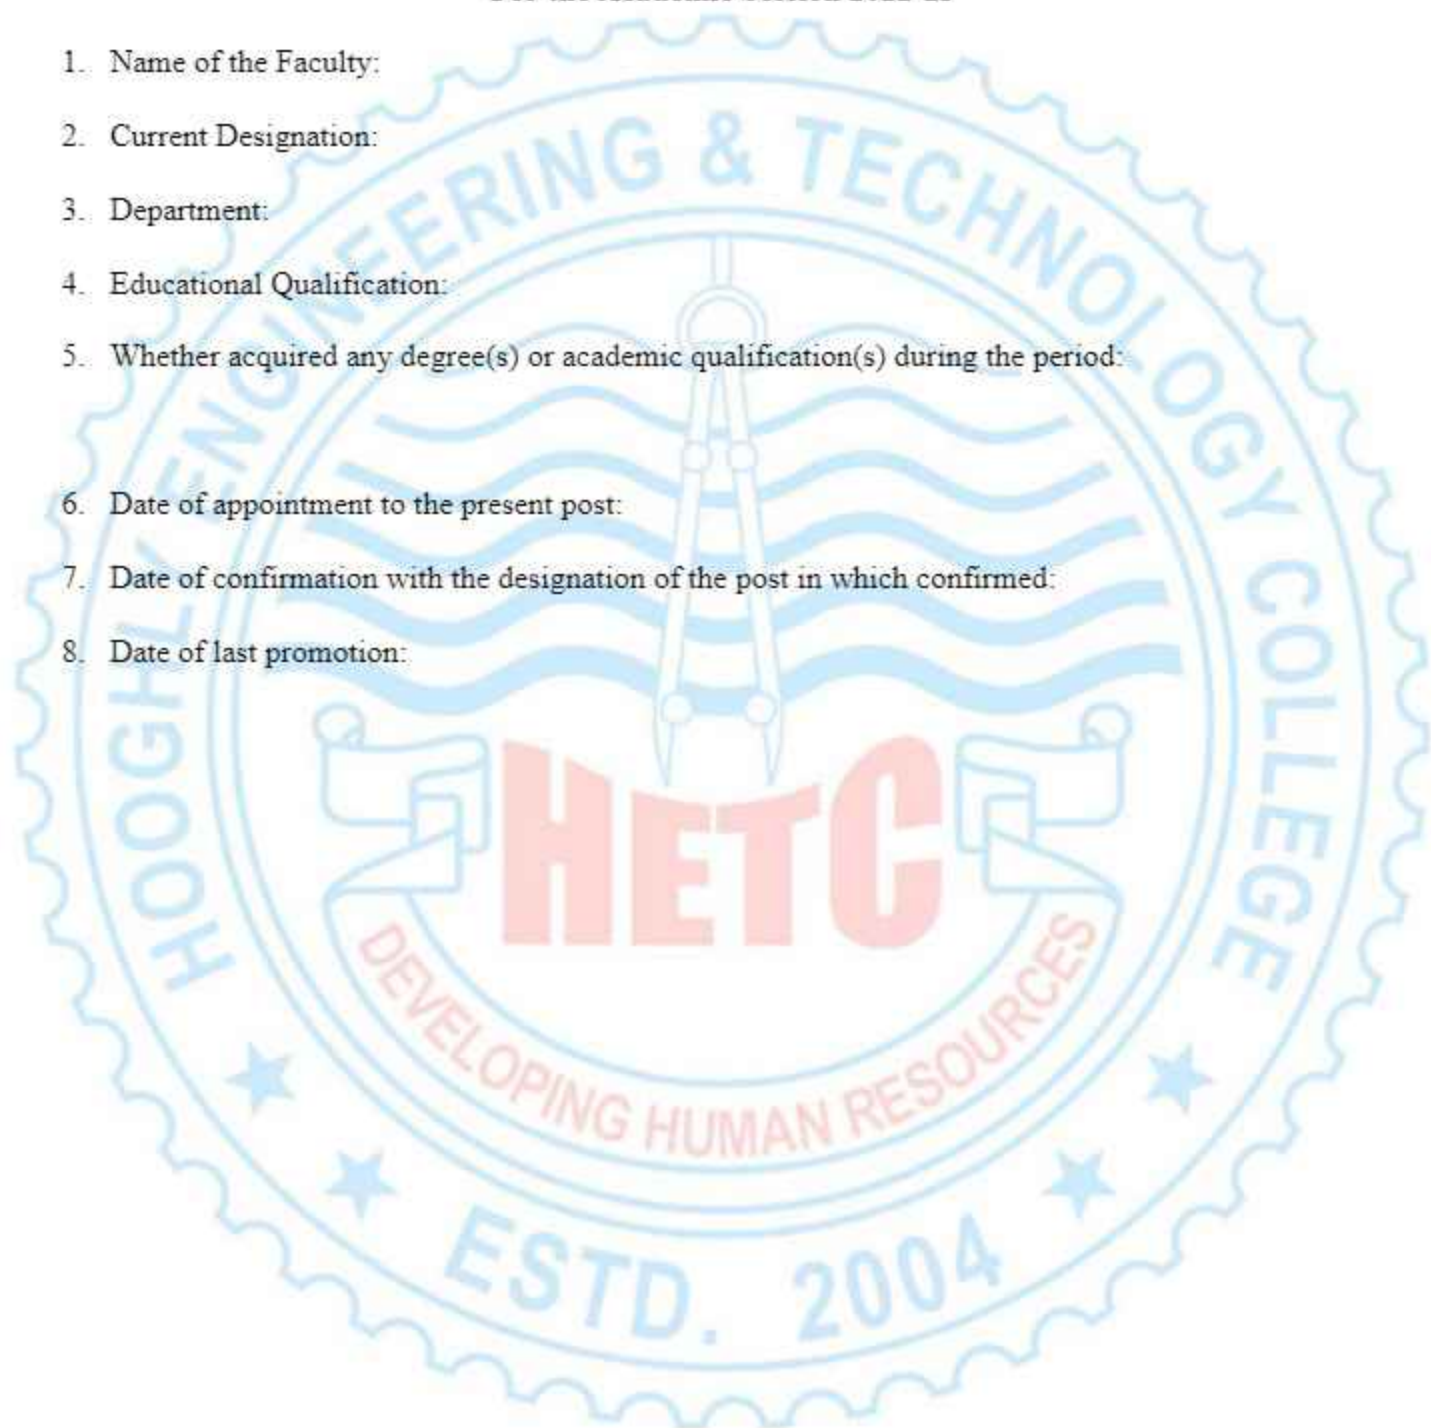 1. Name of the Faculty:
2. Current Designation:
3. Department:
4. Educational Qualification:
5. Whether acquired any degree(s) or academic qualification(s) during the period:
6. Date of appointment to the present post:
7. Date of confirmation with the designation of the post in which confirmed:
8. Date of last promotion:
HOOGHLY ENGINEERING & TECHNOLOGY COLLEGE
HETC
DEVELOPING HUMAN RESOURCES
ESTD. 2004